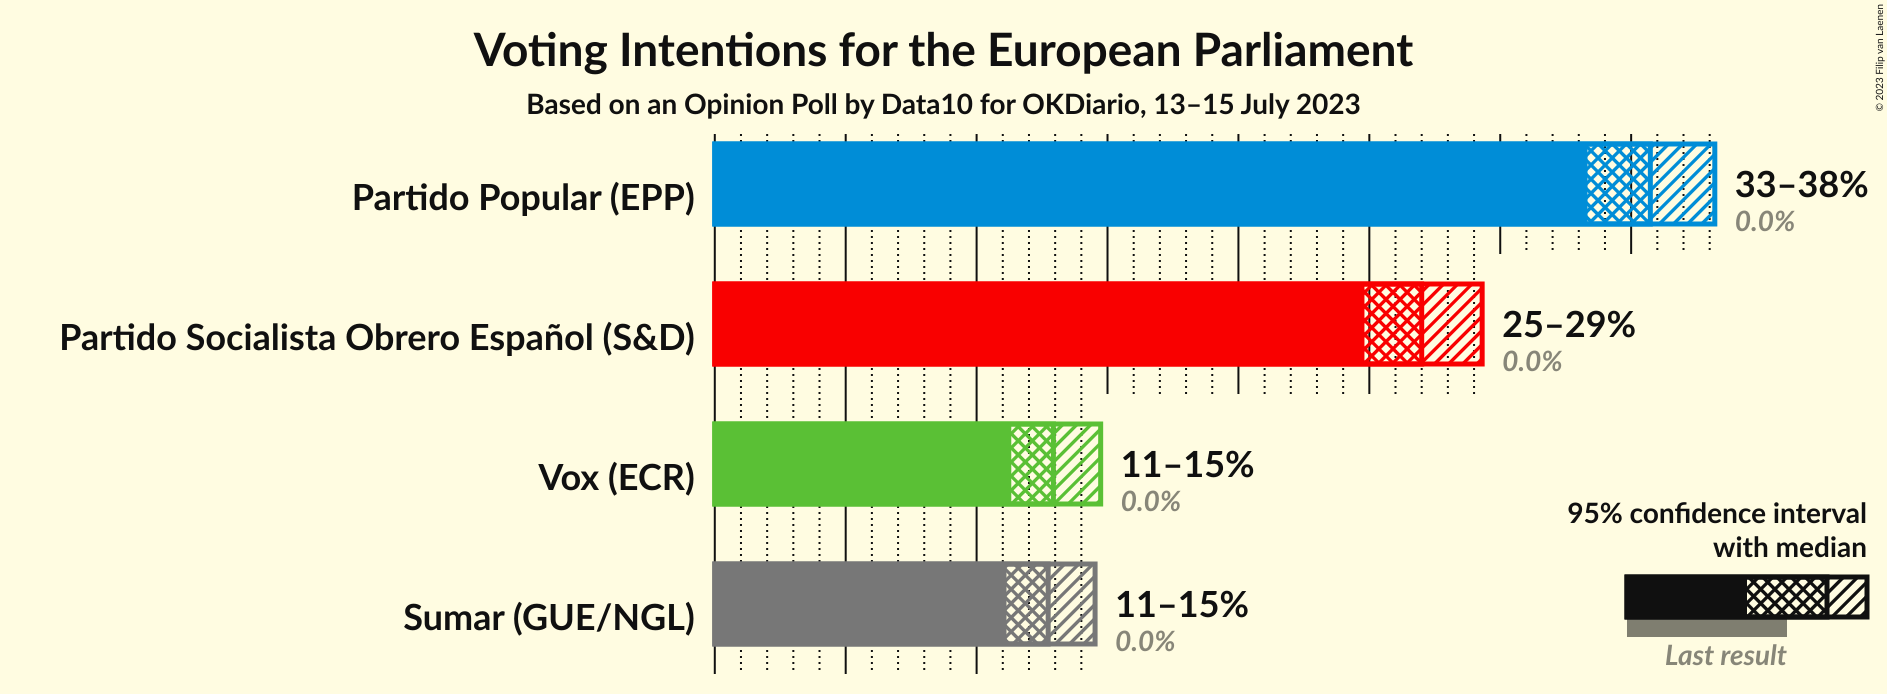 Voting Intentions for the European Parliament
Based on an Opinion Poll by Data10 for OKDiario, 13–15 July 2023
© 2023 Filip van Laenen
Partido Popular (EPP)
33–38%
0.0%
Partido Socialista Obrero Español (S&D)
25–29%
0.0%
Vox (ECR)
11–15%
0.0%
Sumar (GUE/NGL)
11–15%
0.0%
95% confidence interval
with median
Last result